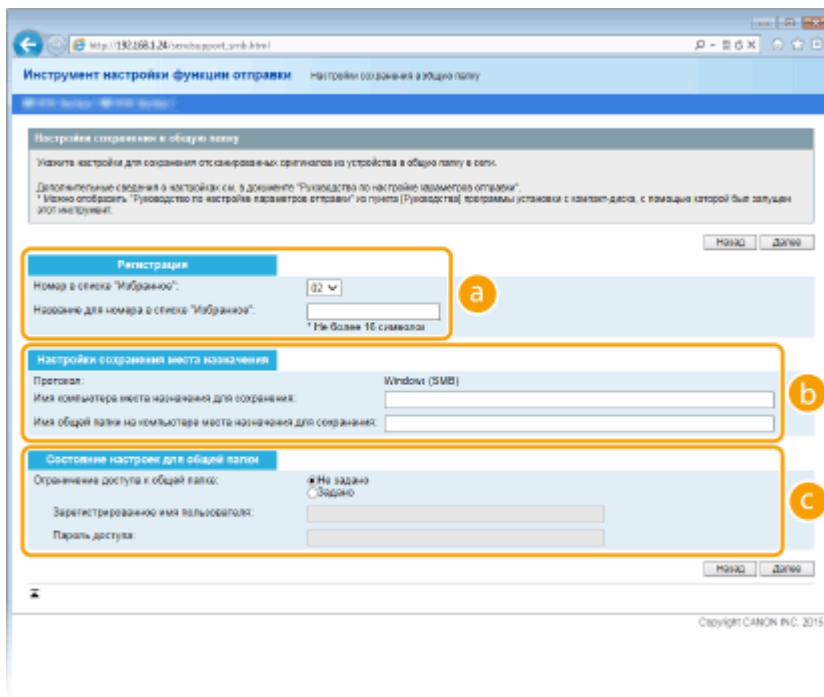 http://192.168.1.24/sendsupport_smb.html
Инструмент настройки функции отправки Настройки сохранения в общую папку
Настройки сохранения в общую папку
Укажите настройки для сохранения отсканированных оригиналов из устройства в общую папку в сети.
Дополнительные сведения о настройках см. в документе "Руководство по настройке параметров отправки".
* Можно отобразить "Руководство по настройке параметров отправки" из пункта [Руководства] программы установки с компакт-диска, с помощью которой был запущен
этот инструмент.
Назад Далее
Регистрация
Номер в списке "Избранное": 02
Название для номера в списке "Избранное":
* Не более 16 символов
a
Настройки сохранения места назначения
Протокол: Windows (SMB)
Имя компьютера места назначения для сохранения:
Имя общей папки на компьютере места назначения для сохранения:
b
Состояние настроек для общей папки
Ограничение доступа к общей папке: Не задано
Задано
Зарегистрированное имя пользователя:
Пароль доступа:
c
Назад Далее
Copyright CANON INC. 2015